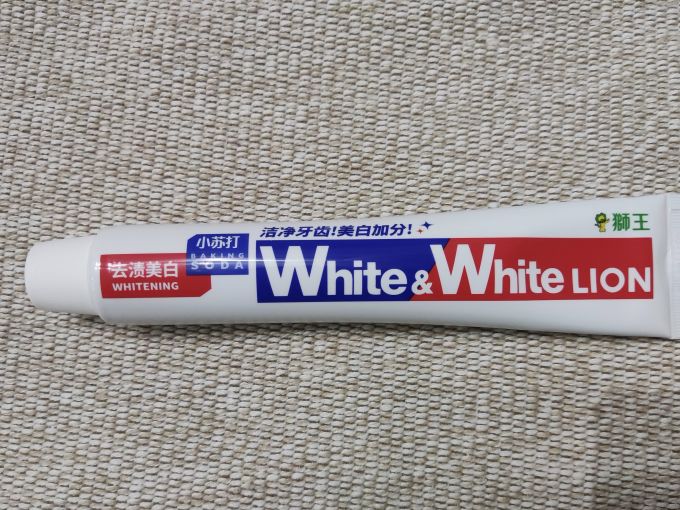 去渍美白
WHITENING
小苏打
BAKING
SODA
洁净牙齿!美白加分!
White&White LION
獅王